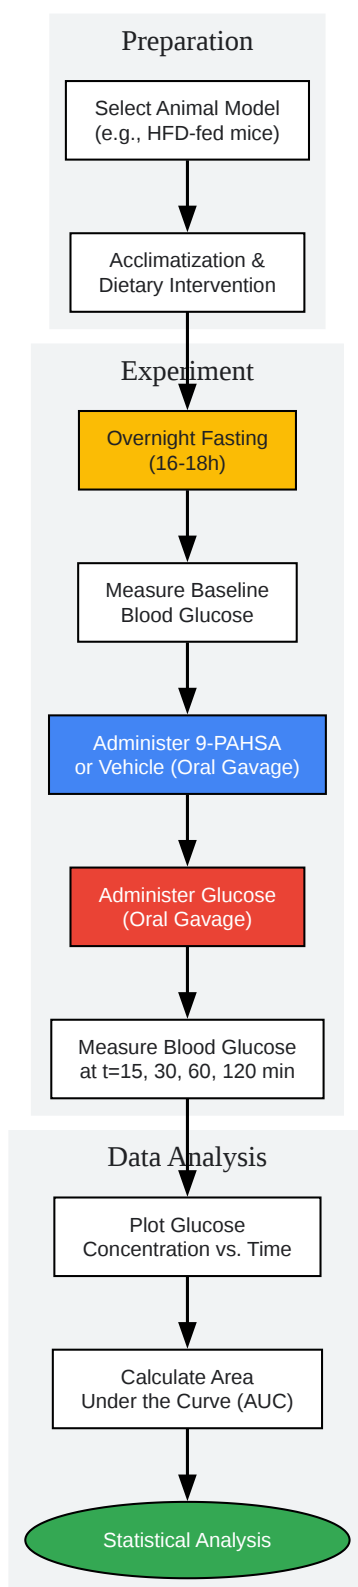 Preparation
Select Animal Model
(e.g., HFD-fed mice)
Acclimatization &
Dietary Intervention
Experiment
Overnight Fasting
(16-18h)
Measure Baseline
Blood Glucose
Administer 9-PAHSA
or Vehicle (Oral Gavage)
Administer Glucose
(Oral Gavage)
Measure Blood Glucose
at t=15, 30, 60, 120 min
Data Analysis
Plot Glucose
Concentration vs. Time
Calculate Area
Under the Curve (AUC)
Statistical Analysis